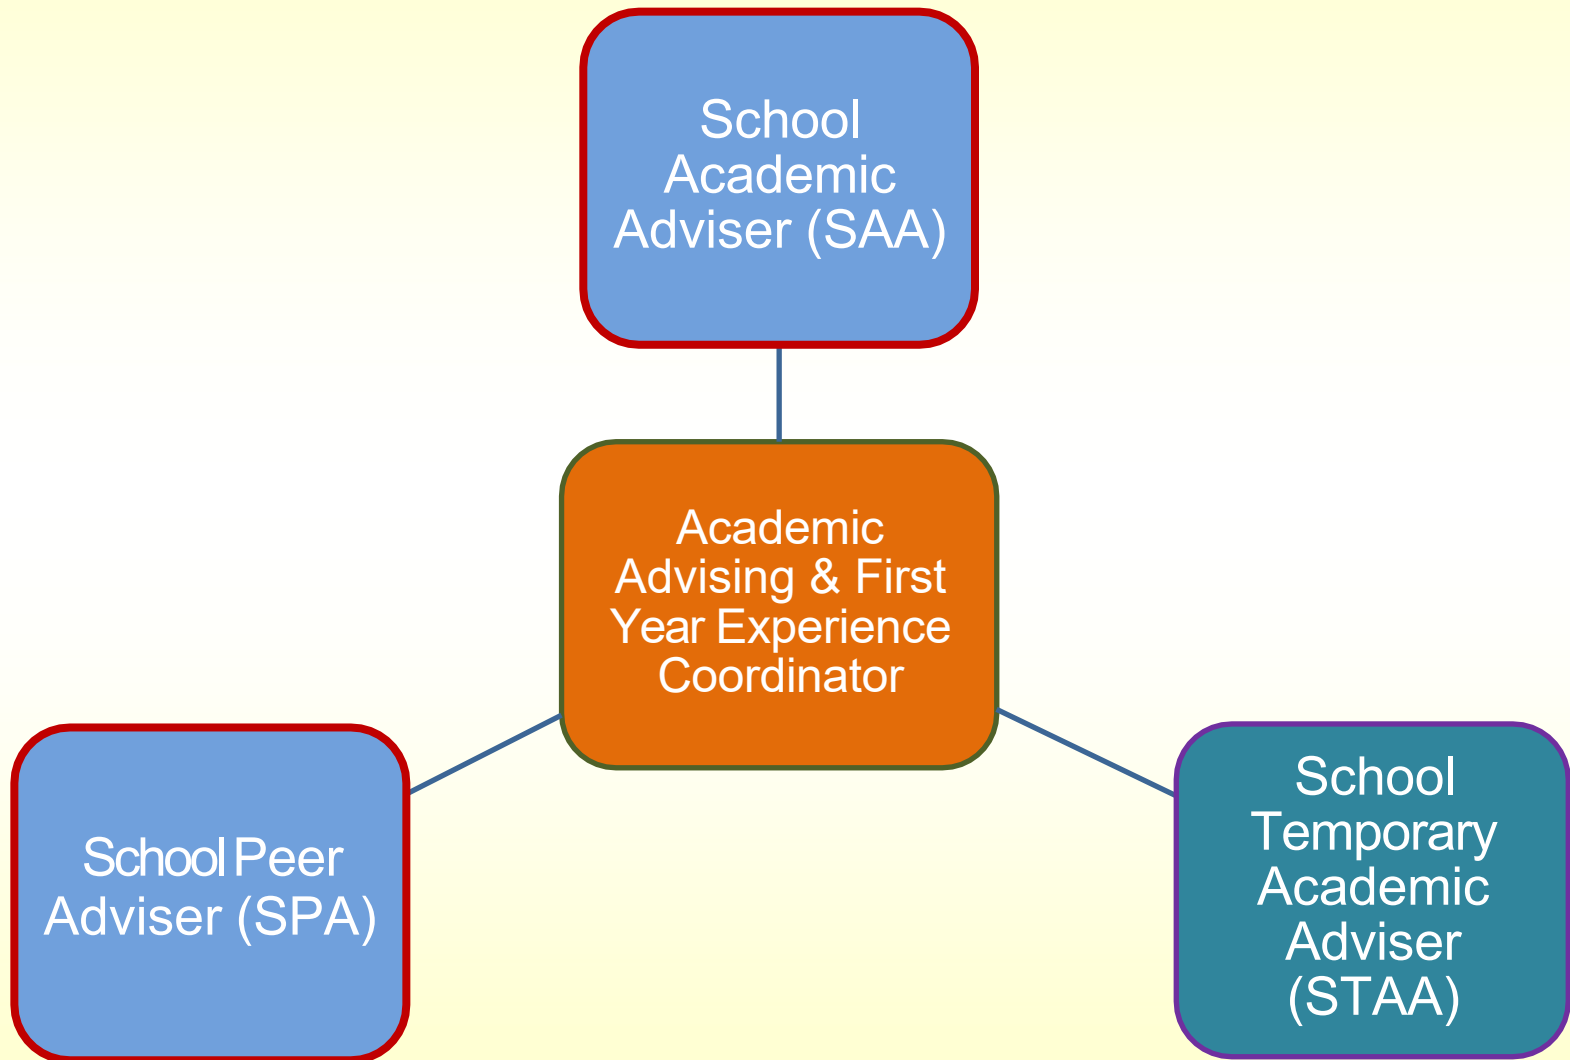 School
Academic
Adviser (SAA)
Academic
Advising & First
Year Experience
Coordinator
School Peer
Adviser (SPA)
School
Temporary
Academic
Adviser
(STAA)